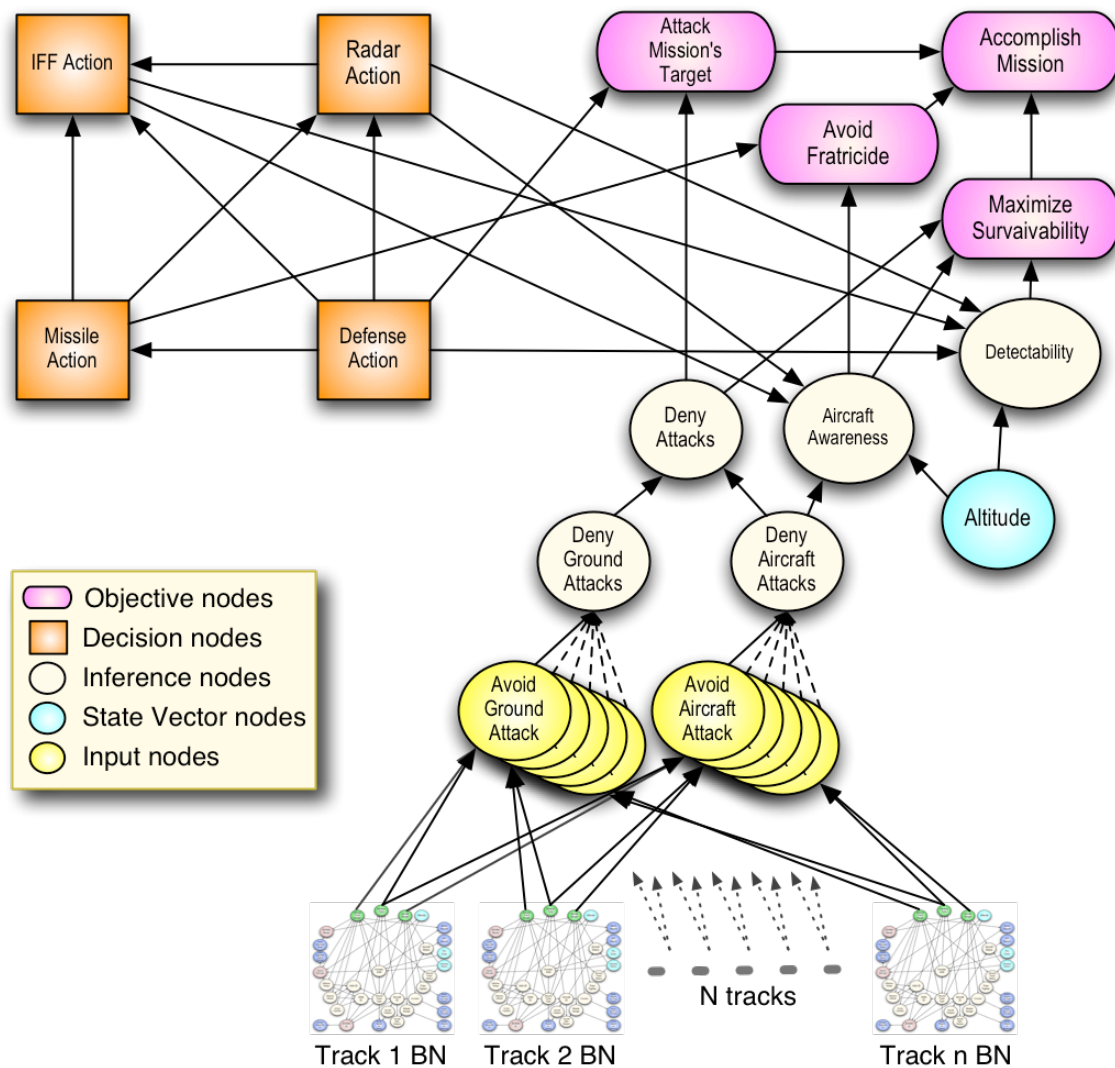 IFF Action
Radar
Action
Attack
Mission's
Target
Accomplish
Mission
Avoid
Fratricide
Maximize
Survaivability
Missile
Action
Defense
Action
Detectability
Deny
Attacks
Aircraft
Awareness
Altitude
Deny
Ground
Attacks
Deny
Aircraft
Attacks
Objective nodes
Decision nodes
Inference nodes
State Vector nodes
Input nodes
Avoid
Ground
Attack
Avoid
Aircraft
Attack
N tracks
Track 1 BN
Track 2 BN
Track n BN